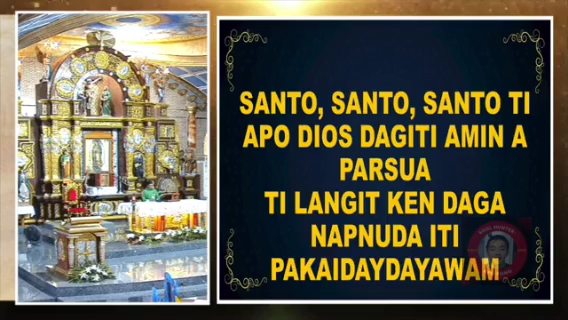 SANTO, SANTO, SANTO TI
APO DIOS DAGITI AMIN A
PARSUA
TI LANGIT KEN DAGA
NAPNUDA ITI
PAKAIDAYDAYAWAM